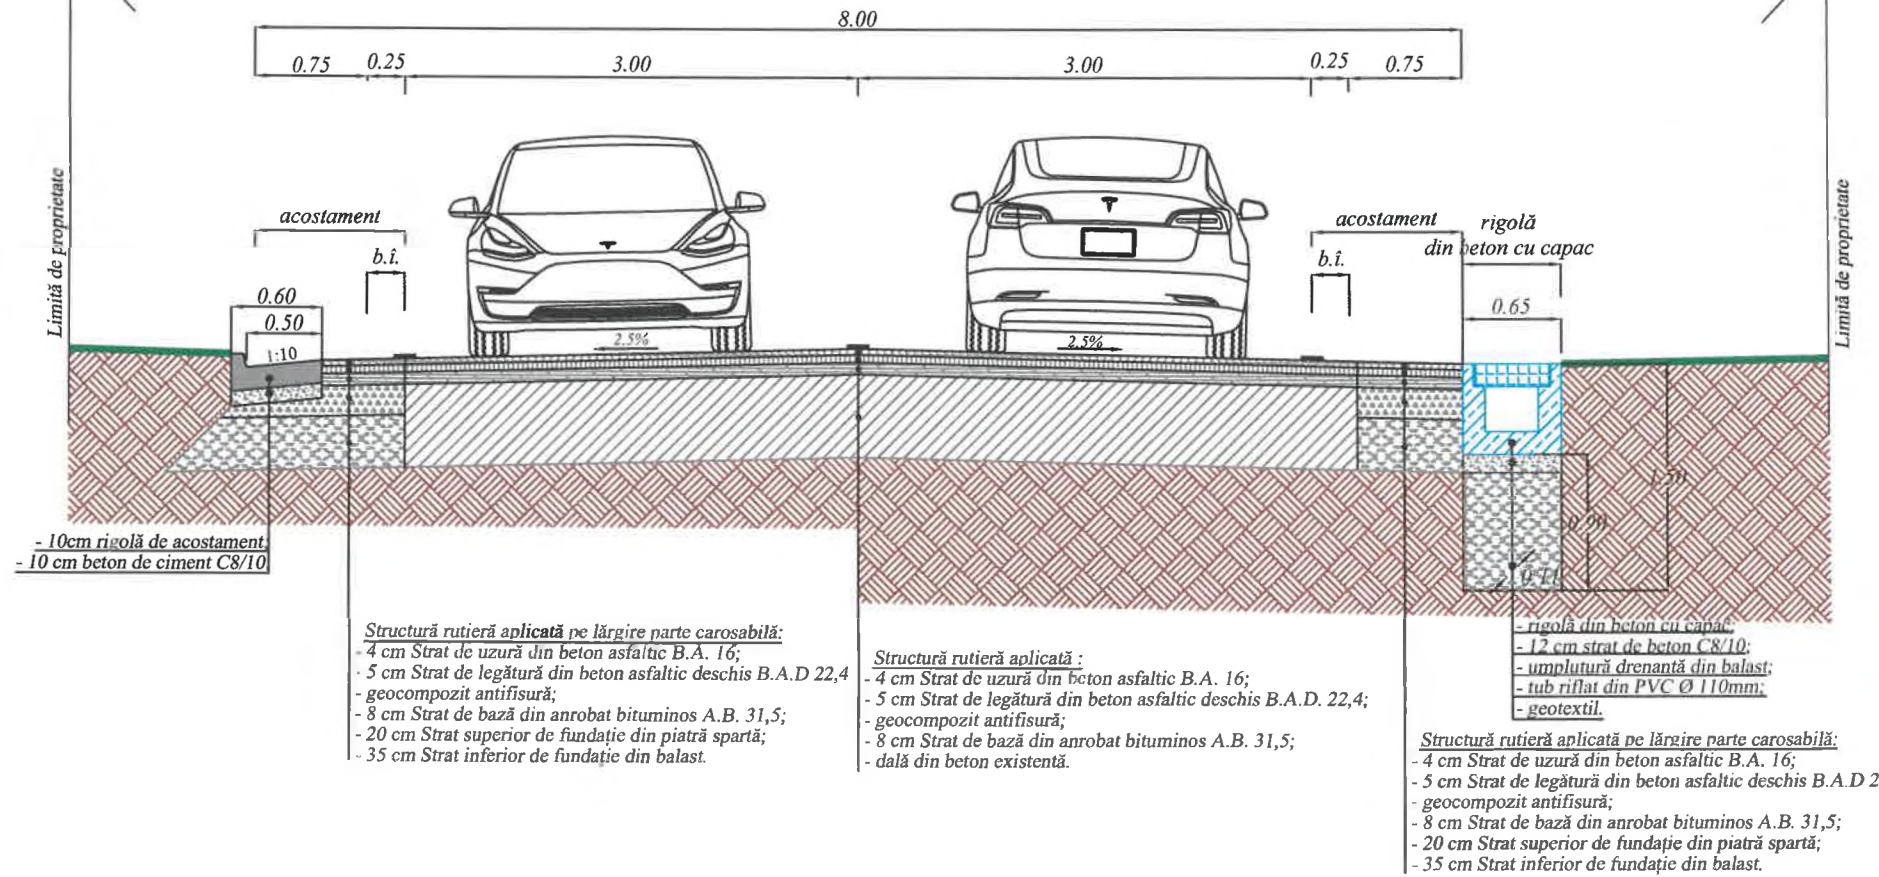 8.00
0.75 0.25 3.00 3.00 0.25 0.75
Limită de proprietate
Limită de proprietate
acostament
b.î.
acostament
b.î.
rigolă
din beton cu capac
0.60
0.50
1:10
0.65
2.5%
2.5%
1.50
0.90
0.11
- 10cm rigolă de acostament
- 10 cm beton de ciment C8/10
Structură rutieră aplicată pe lărgire parte carosabilă:
- 4 cm Strat de uzură din beton asfaltic B.A. 16;
- 5 cm Strat de legătură din beton asfaltic deschis B.A.D 22,4
- geocompozit antifisură;
- 8 cm Strat de bază din anrobat bituminos A.B. 31,5;
- 20 cm Strat superior de fundație din piatră spartă;
- 35 cm Strat inferior de fundație din balast.
Structură rutieră aplicată :
- 4 cm Strat de uzură din beton asfaltic B.A. 16;
- 5 cm Strat de legătură din beton asfaltic deschis B.A.D. 22,4;
- geocompozit antifisură;
- 8 cm Strat de bază din anrobat bituminos A.B. 31,5;
- dală din beton existentă.
- rigolă din beton cu capac;
- 12 cm strat de beton C8/10;
- umplutură drenantă din balast;
- tub riflat din PVC Ø 110mm;
- geotextil.
Structură rutieră aplicată pe lărgire parte carosabilă:
- 4 cm Strat de uzură din beton asfaltic B.A. 16;
- 5 cm Strat de legătură din beton asfaltic deschis B.A.D 2
- geocompozit antifisură;
- 8 cm Strat de bază din anrobat bituminos A.B. 31,5;
- 20 cm Strat superior de fundație din piatră spartă;
- 35 cm Strat inferior de fundație din balast.